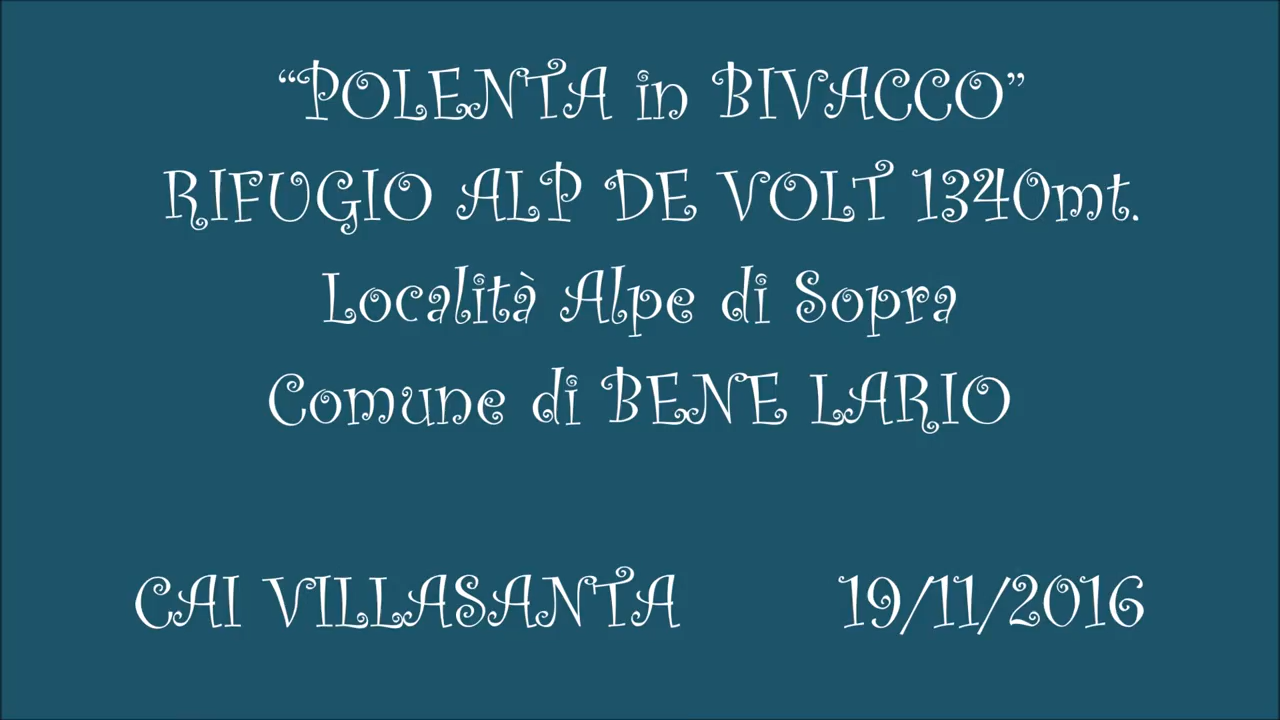 “POLENTA in BIVACCO”
RIFUGIO ALP DE VOLT 1340mt.
Località Alpe di Sopra
Comune di BENE LARIO
CAI VILLASANTA 19/11/2016